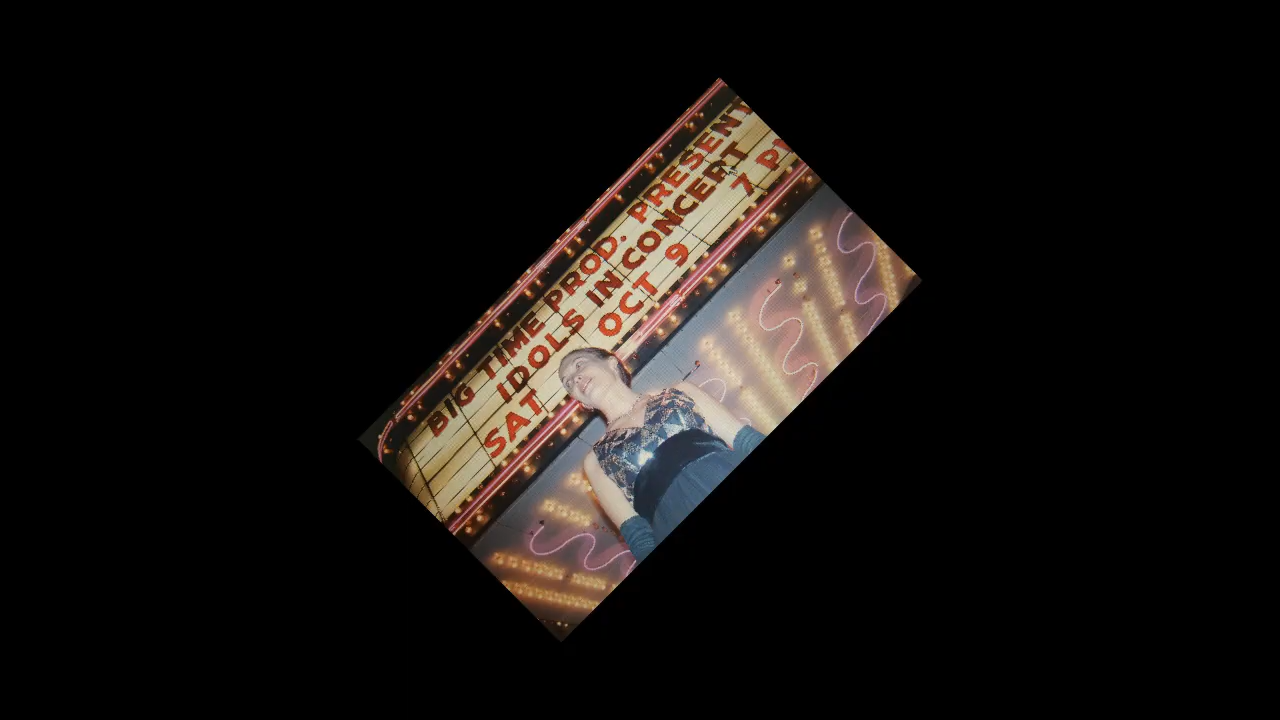 BIG TIME PROD. PRESENT
IDOLS IN CONCERT
SAT OCT 9 7 P